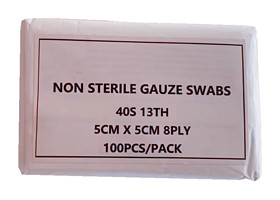 NON STERILE GAUZE SWABS
40S 13TH
5CM X 5CM 8PLY
100PCS/PACK